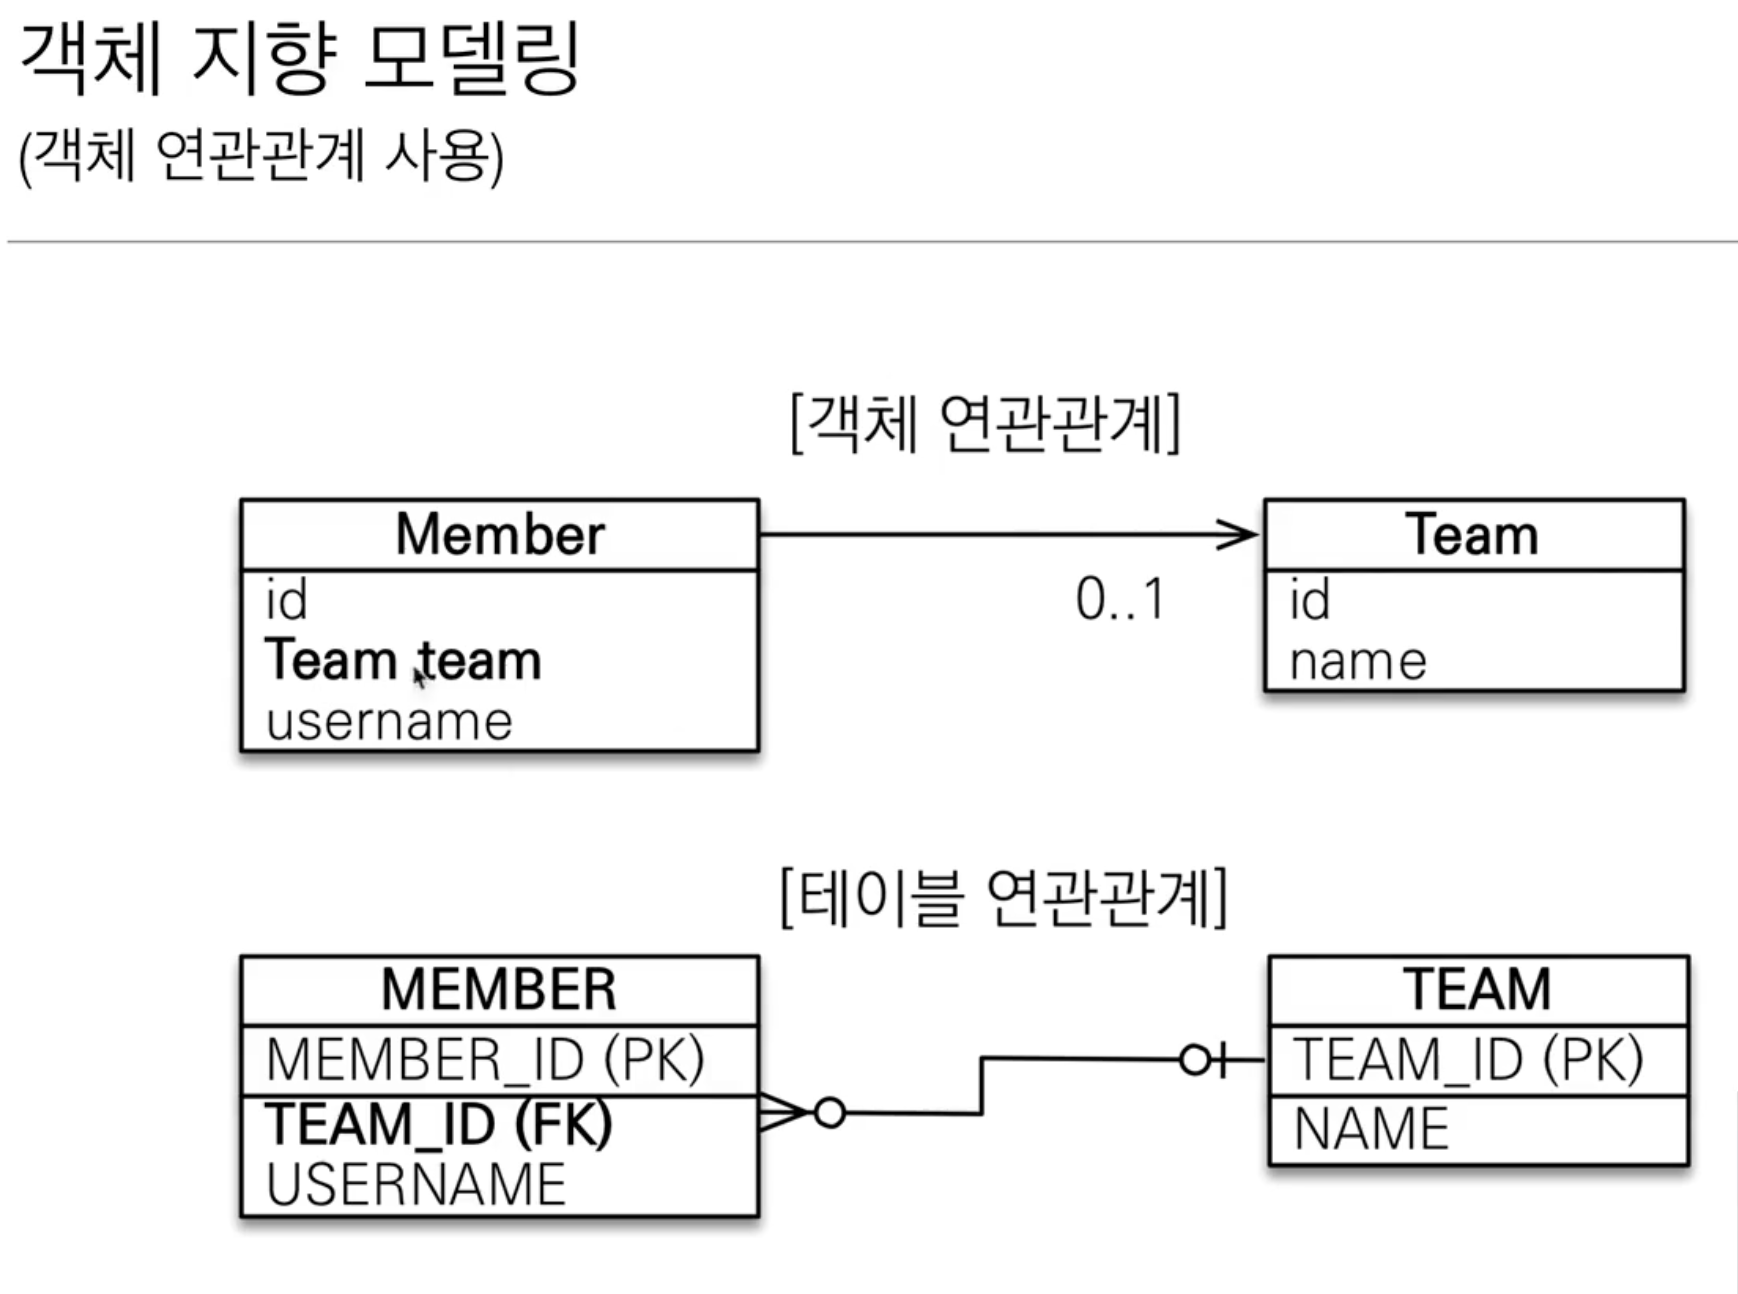 객체 지향 모델링
(객체 연관관계 사용)
[객체 연관관계]
Member
id
Team team
username
0..1
Team
id
name
[테이블 연관관계]
MEMBER
MEMBER_ID (PK)
TEAM_ID (FK)
USERNAME
TEAM
TEAM_ID (PK)
NAME